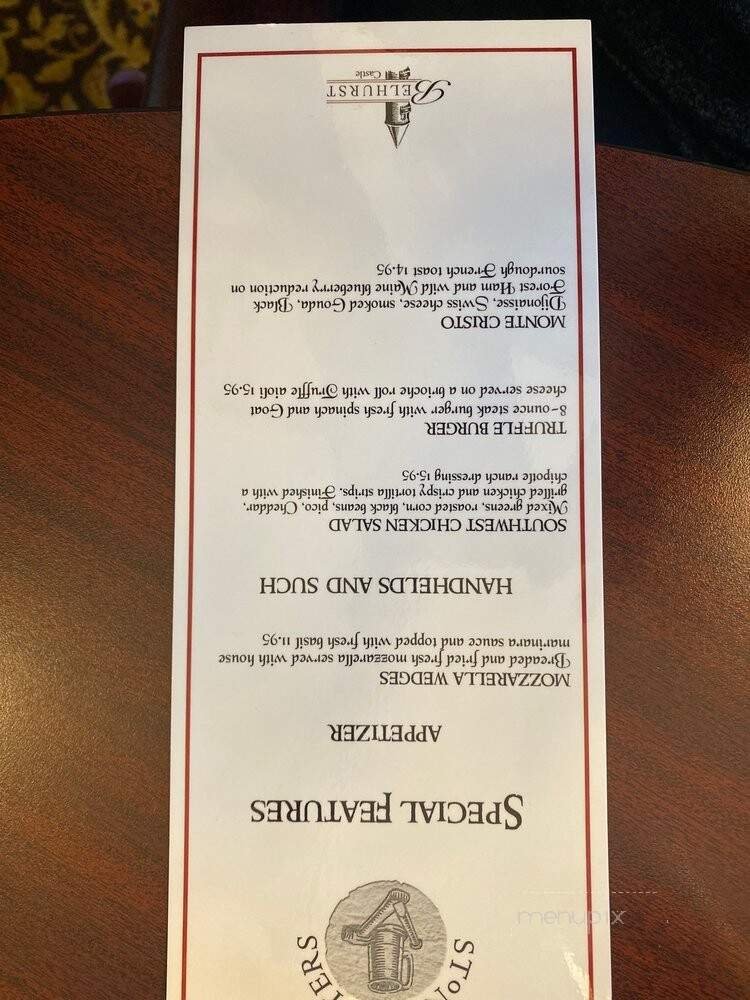 STO
TERS
SPECIAL FEATURES
APPETIZER
MOZZARELLA WEDGES
Breaded and fried fresh mozzarella served with house
marinara sauce and topped with fresh basil 11.95
HANDHELDS AND SUCH
SOUTHWEST CHICKEN SALAD
Mixed greens, roasted corn, black beans, pico, Cheddar,
grilled chicken and crispy tortilla strips. Finished with a
chipotle ranch dressing 15.95
TRUFFLE BURGER
8-ounce steak burger with fresh spinach and Goat
cheese served on a brioche roll with Truffle aioli 15.95
MONTE CRISTO
Dijonaisse, Swiss cheese, smoked Gouda, Black
Forest Ham and wild Maine blueberry reduction on
sourdough French toast 14.95
BELHURST
Castle
menupix